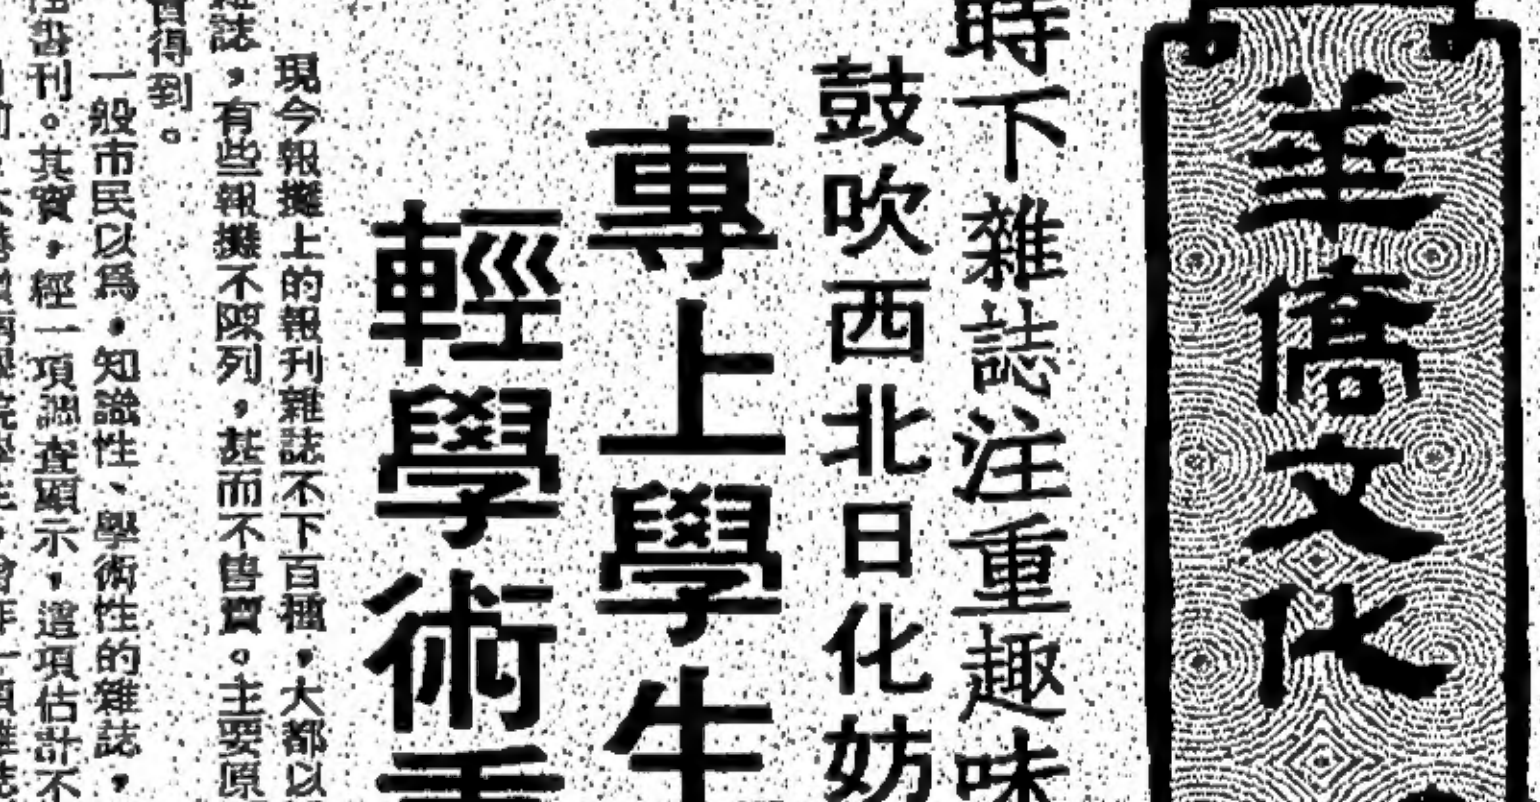 華僑文化
時下雜誌注重趣味
鼓吹西北日化妨
專上學生
輕學術重
現今報攤上的報刊雜誌不下百種，大都以
雜誌，有些報攤不陳列，甚而不售賣。主要原
得到。
一般市民以爲，知識性、學術性的雜誌，
書刊。其實，經一項調查顯示，這項估計不